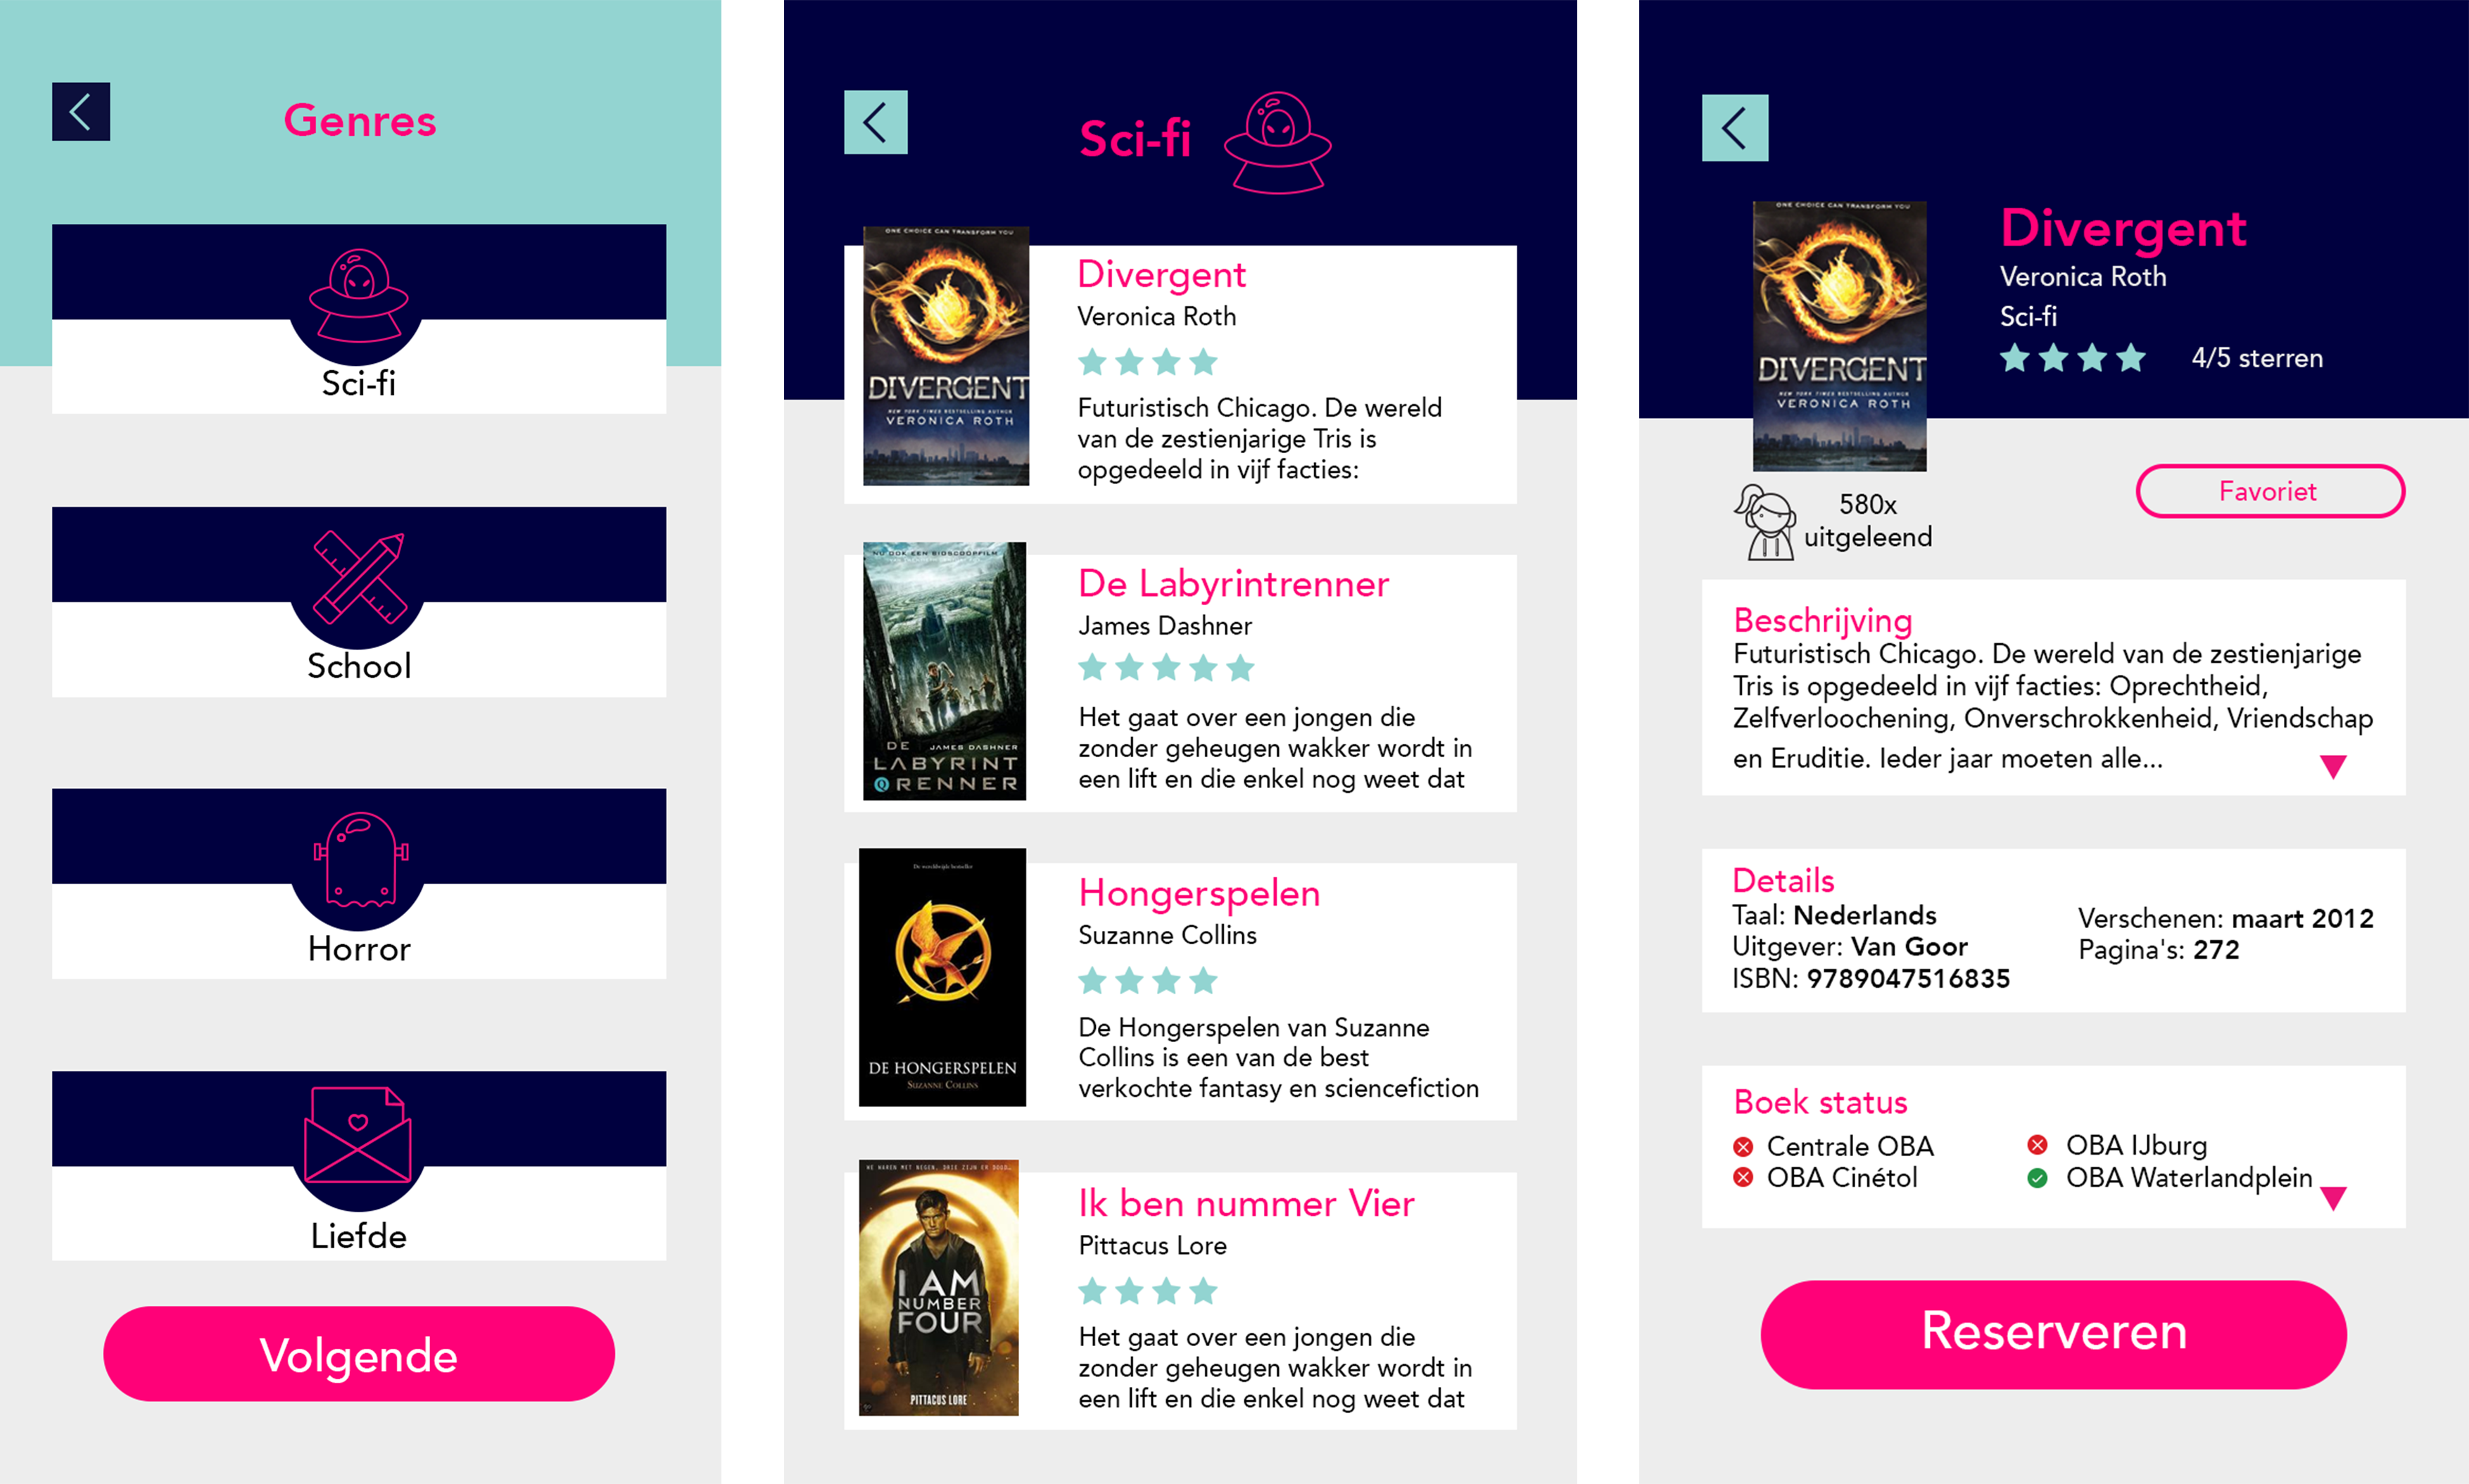 Genres
Sci-fi
School
Horror
Liefde
Volgende
Sci-fi
ONE CHOICE CAN TRANSFORM YOU
DIVERGENT
NEW YORK TIMES BESTSELLING AUTHOR
VERONICA ROTH
Divergent
Veronica Roth
Futuristisch Chicago. De wereld
van de zestienjarige Tris is
opgedeeld in vijf facties:
NU OOK EEN BIOSCOOPFILM
DE JAMES DASHNER
LABYRINT
RENNER
De Labyrintrenner
James Dashner
Het gaat over een jongen die
zonder geheugen wakker wordt in
een lift en die enkel nog weet dat
De wereldwijde bestseller
DE HONGERSPELEN
SUZANNE COLLINS
Hongerspelen
Suzanne Collins
De Hongerspelen van Suzanne
Collins is een van de best
verkochte fantasy en sciencefiction
WE WAREN MET NEGEN. DRIE ZIJN ER DOOD...
I AM
NUMBER
FOUR
PITTACUS LORE
Ik ben nummer Vier
Pittacus Lore
Het gaat over een jongen die
zonder geheugen wakker wordt in
een lift en die enkel nog weet dat
ONE CHOICE CAN TRANSFORM YOU
DIVERGENT
NEW YORK TIMES BESTSELLING AUTHOR
VERONICA ROTH
Divergent
Veronica Roth
Sci-fi
4/5 sterren
580x
uitgeleend
Favoriet
Beschrijving
Futuristisch Chicago. De wereld van de zestienjarige
Tris is opgedeeld in vijf facties: Oprechtheid,
Zelfverloochening, Onverschrokkenheid, Vriendschap
en Eruditie. Ieder jaar moeten alle...
Details
Taal: Nederlands
Uitgever: Van Goor
ISBN: 9789047516835
Verschenen: maart 2012
Pagina's: 272
Boek status
Centrale OBA
OBA Cinétol
OBA IJburg
OBA Waterlandplein
Reserveren